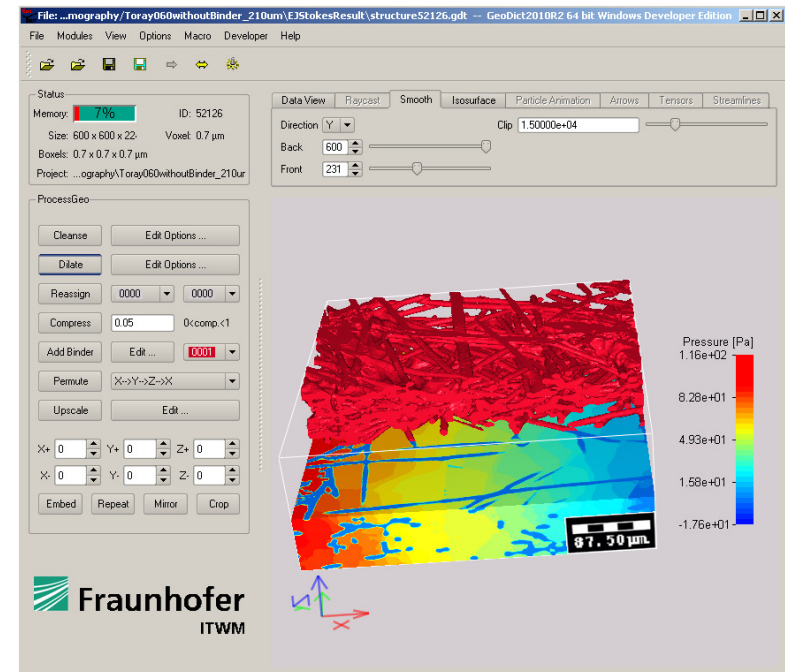 File: ...mography/Toray060withoutBinder_210um\EJStokesResult\structure52126.gdt -- GeoDict2010R2 64 bit Windows Developer Edition
File Modules View Options Macro Developer Help
Status
Memory: 7% ID: 52126
Size: 600 x 600 x 22· Voxel: 0.7 µm
Boxels: 0.7 x 0.7 x 0.7 µm
Project: ...ography\Toray060withoutBinder_210ur
Data View Raycast Smooth Isosurface Particle Animation Arrows Tensors Streamlines
Direction Y Clip 1.50000e+04
Back 600
Front 231
ProcessGeo
Cleanse Edit Options ...
Dilate Edit Options ...
Reassign 0000 0000
Compress 0.05 0<comp.<1
Add Binder Edit ... 0001
Permute X-->Y-->Z-->X
Upscale Edit ...
X+ 0 Y+ 0 Z+ 0
X- 0 Y- 0 Z- 0
Embed Repeat Mirror Crop
Pressure [Pa]
1.16e+02
8.28e+01
4.93e+01
1.58e+01
-1.76e+01
87.50µm
Fraunhofer
ITWM